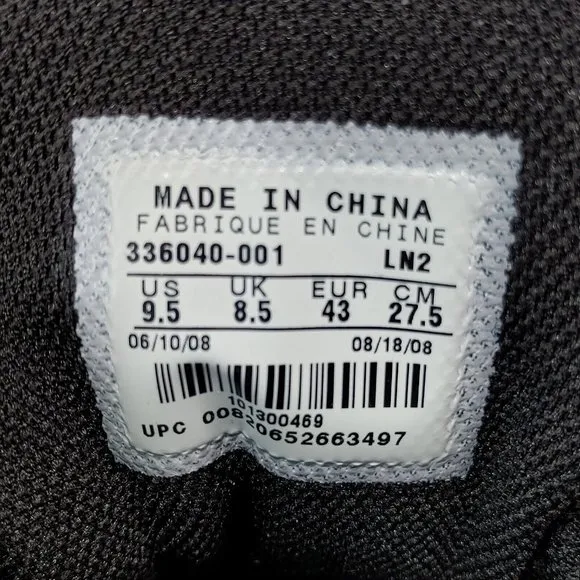 MADE IN CHINA
FABRIQUE EN CHINE
336040-001 LN2
US UK EUR CM
9.5 8.5 43 27.5
06/10/08 08/18/08
101300469
UPC 00820652663497